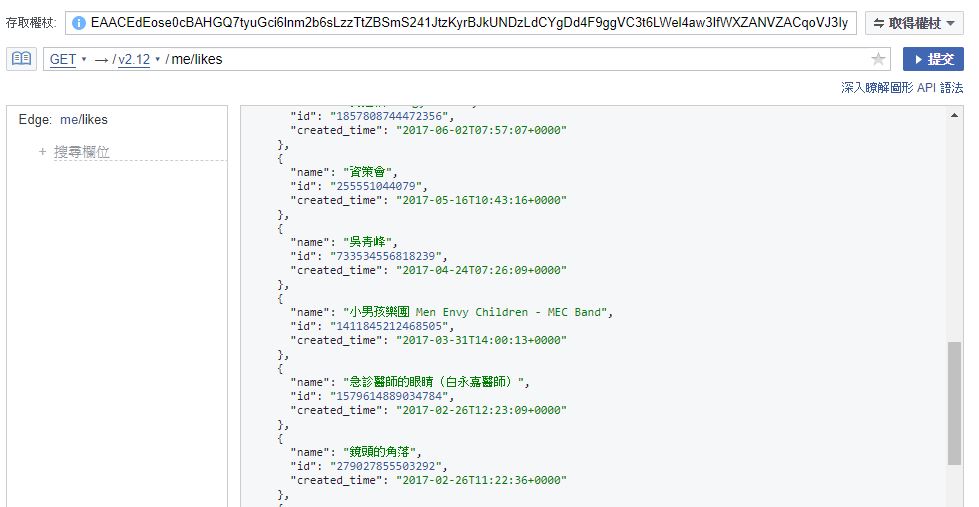 存取權杖: EAACEdEose0cBAHGQ7tyuGci6Inm2b6sLzzTtZBSmS241JtzKyrBJkUNDzLdCYgDd4F9ggVC3t6LWeI4aw3IfWXZANVZACqoVJ3Iy 取得權杖
GET → / v2.12 / me/likes 提交
深入瞭解圖形 API 語法
Edge: me/likes
+ 搜尋欄位
"id": "1857808744472356",
"created_time": "2017-06-02T07:57:07+0000"
},
{
"name": "資策會",
"id": "255551044079",
"created_time": "2017-05-16T10:43:16+0000"
},
{
"name": "吳青峰",
"id": "733534556818239",
"created_time": "2017-04-24T07:26:09+0000"
},
{
"name": "小男孩樂團 Men Envy Children - MEC Band",
"id": "1411845212468505",
"created_time": "2017-03-31T14:00:13+0000"
},
{
"name": "急診醫師的眼睛（白永嘉醫師）",
"id": "1579614889034784",
"created_time": "2017-02-26T12:23:09+0000"
},
{
"name": "鏡頭的角落",
"id": "279027855503292",
"created_time": "2017-02-26T11:22:36+0000"
},